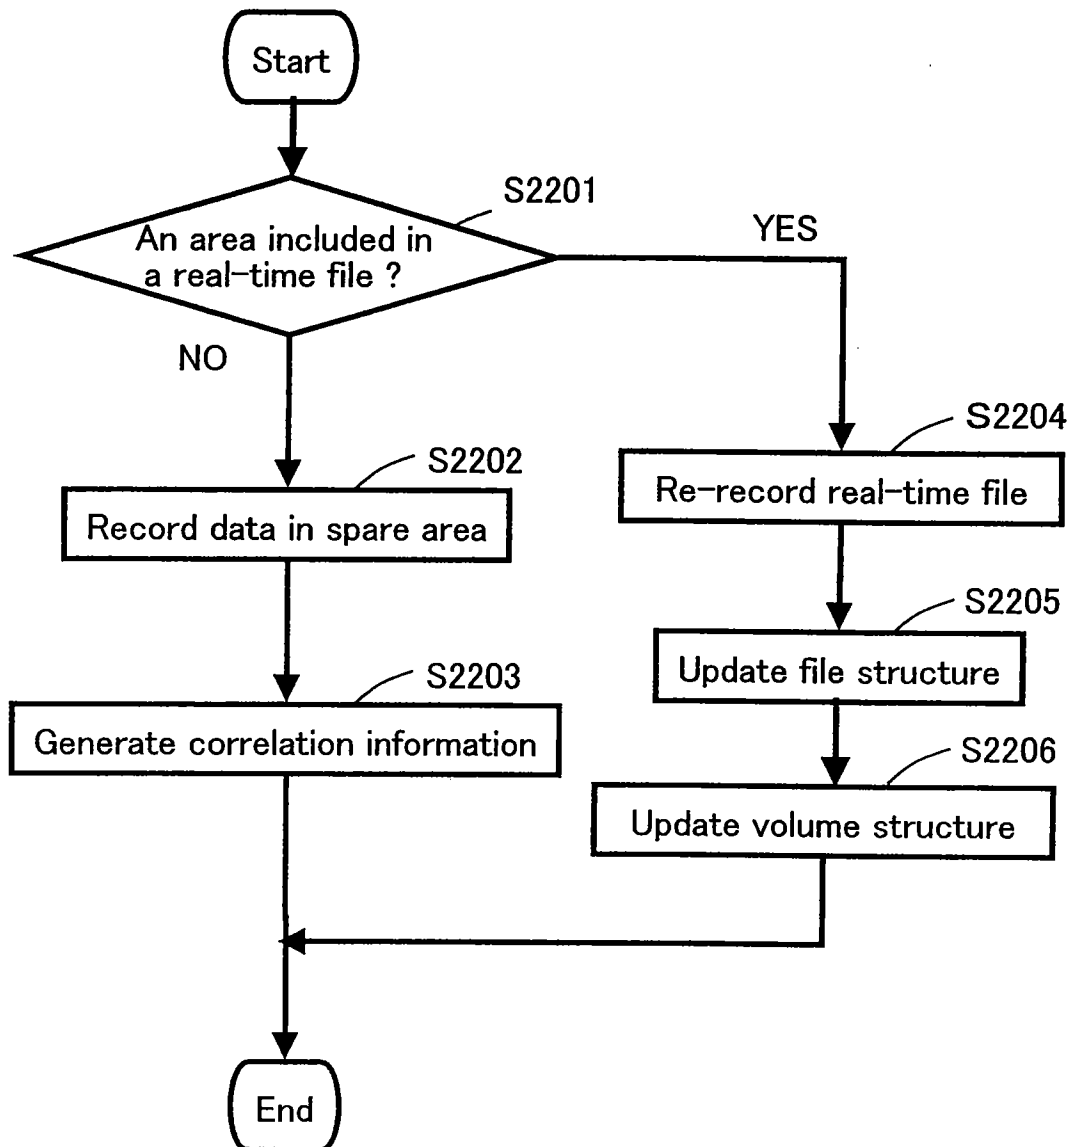 Start
S2201
An area included in
a real-time file ?
YES
NO
S2204
Re-record real-time file
S2202
Record data in spare area
S2205
Update file structure
S2203
Generate correlation information
S2206
Update volume structure
End